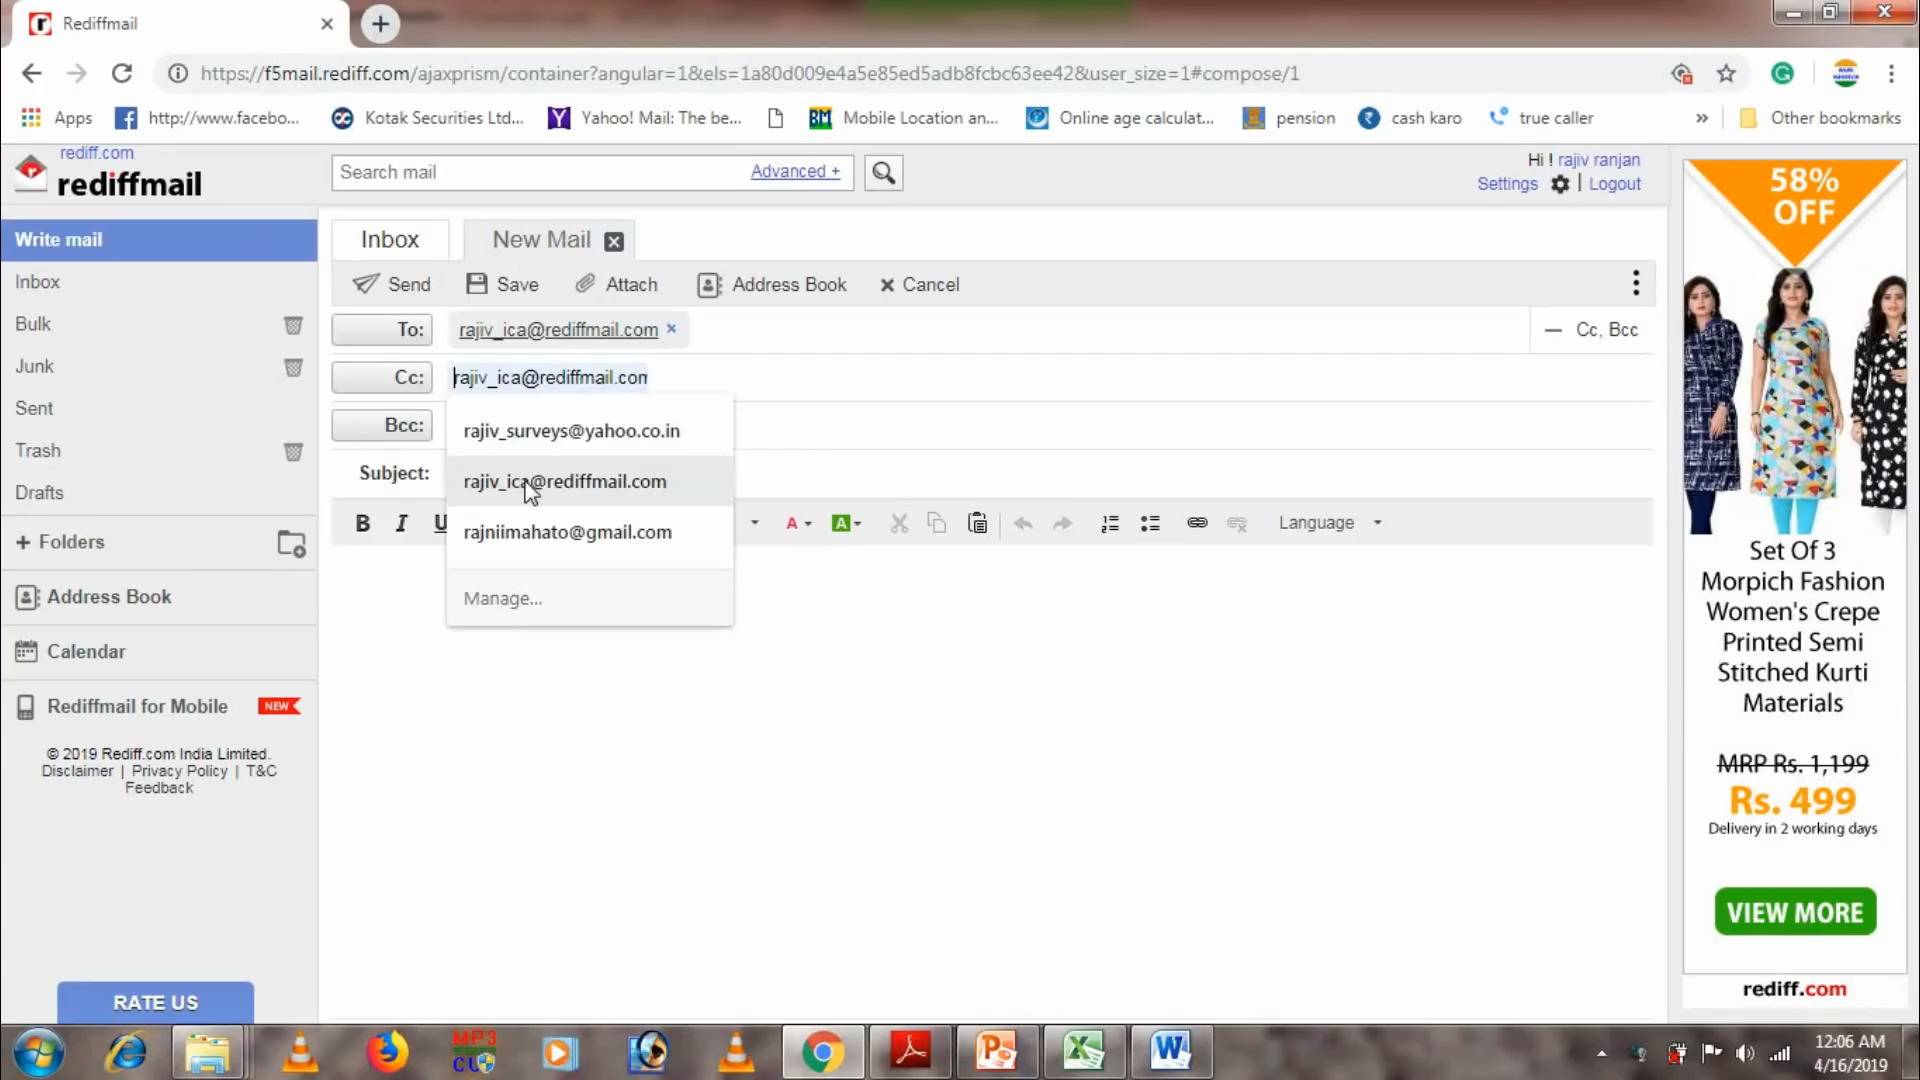 Rediffmail
https://f5mail.rediff.com/ajaxprism/container?angular=1&els=1a80d009e4a5e85ed5adb8fcbc63ee42&user_size=1#compose/1
Apps
http://www.facebo...
Kotak Securities Ltd...
Yahoo! Mail: The be...
Mobile Location an...
Online age calculat...
pension
cash karo
true caller
Other bookmarks
rediff.com
rediffmail
Search mail
Advanced +
Hi ! rajiv ranjan
Settings | Logout
Write mail
Inbox
Bulk
Junk
Sent
Trash
Drafts
+ Folders
Address Book
Calendar
Rediffmail for Mobile NEW
© 2019 Rediff.com India Limited.
Disclaimer | Privacy Policy | T&C
Feedback
RATE US
Inbox
New Mail
Send
Save
Attach
Address Book
Cancel
To:
rajiv_ica@rediffmail.com
Cc, Bcc
Cc:
rajiv_ica@rediffmail.com
Bcc:
Subject:
rajiv_surveys@yahoo.co.in
rajiv_ica@rediffmail.com
rajniimahato@gmail.com
Manage...
B I U
A
A
Language
58%
OFF
Set Of 3
Morpich Fashion
Women's Crepe
Printed Semi
Stitched Kurti
Materials
MRP Rs. 1,199
Rs. 499
Delivery in 2 working days
VIEW MORE
rediff.com
MP3
CU
12:06 AM
4/16/2019